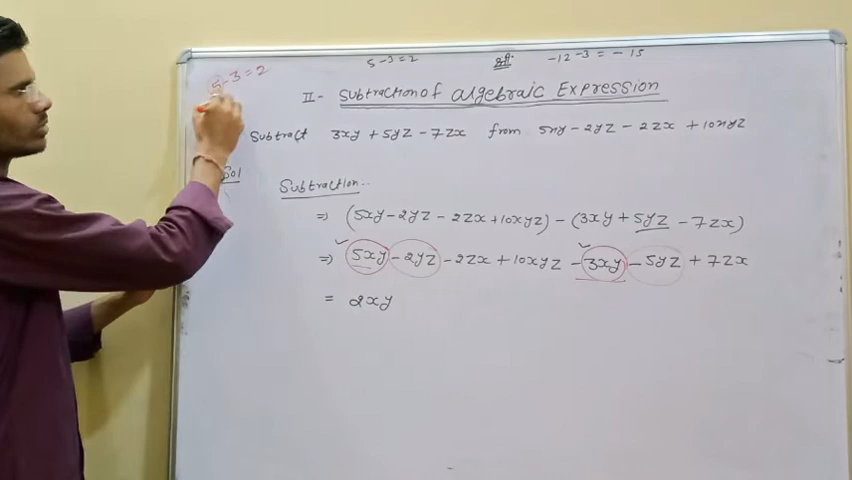 5-3=2 श्री: -12-3 = -15
5-3=2
II- Subtraction of algebraic Expression
Subtract 3xy + 5yz - 7zx from 5xy - 2yz - 2zx + 10xyz
Sol
Subtraction..
⇒ (5xy - 2yz - 2zx + 10xyz) - (3xy + 5yz - 7zx)
⇒ 5xy - 2yz - 2zx + 10xyz - 3xy - 5yz + 7zx
= 2xy